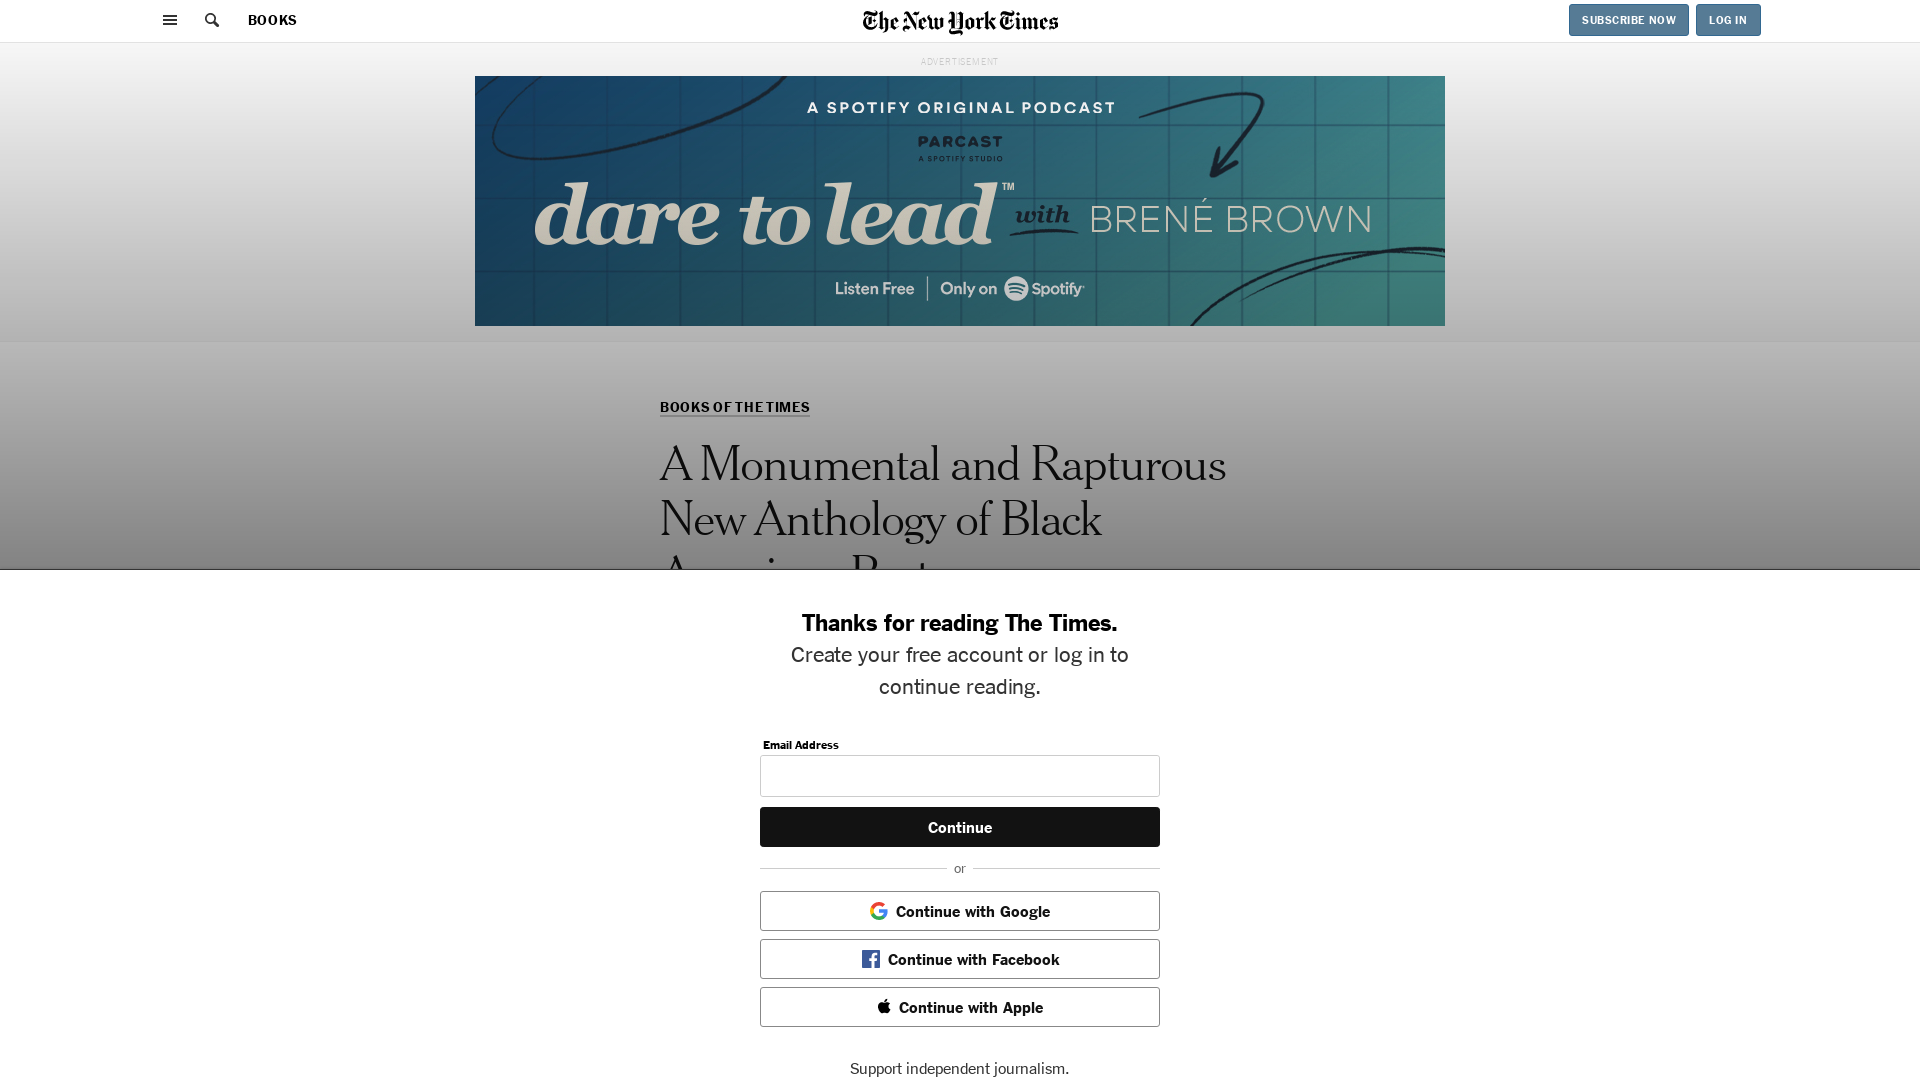 BOOKS
The New York Times
SUBSCRIBE NOW
LOG IN
ADVERTISEMENT
A SPOTIFY ORIGINAL PODCAST
PARCAST
A SPOTIFY STUDIO
dare to lead™ with BRENÉ BROWN
Listen Free | Only on Spotify
BOOKS OF THE TIMES
A Monumental and Rapturous
New Anthology of Black
Thanks for reading The Times.
Create your free account or log in to
continue reading.
Email Address
Continue
or
Continue with Google
Continue with Facebook
Continue with Apple
Support independent journalism.